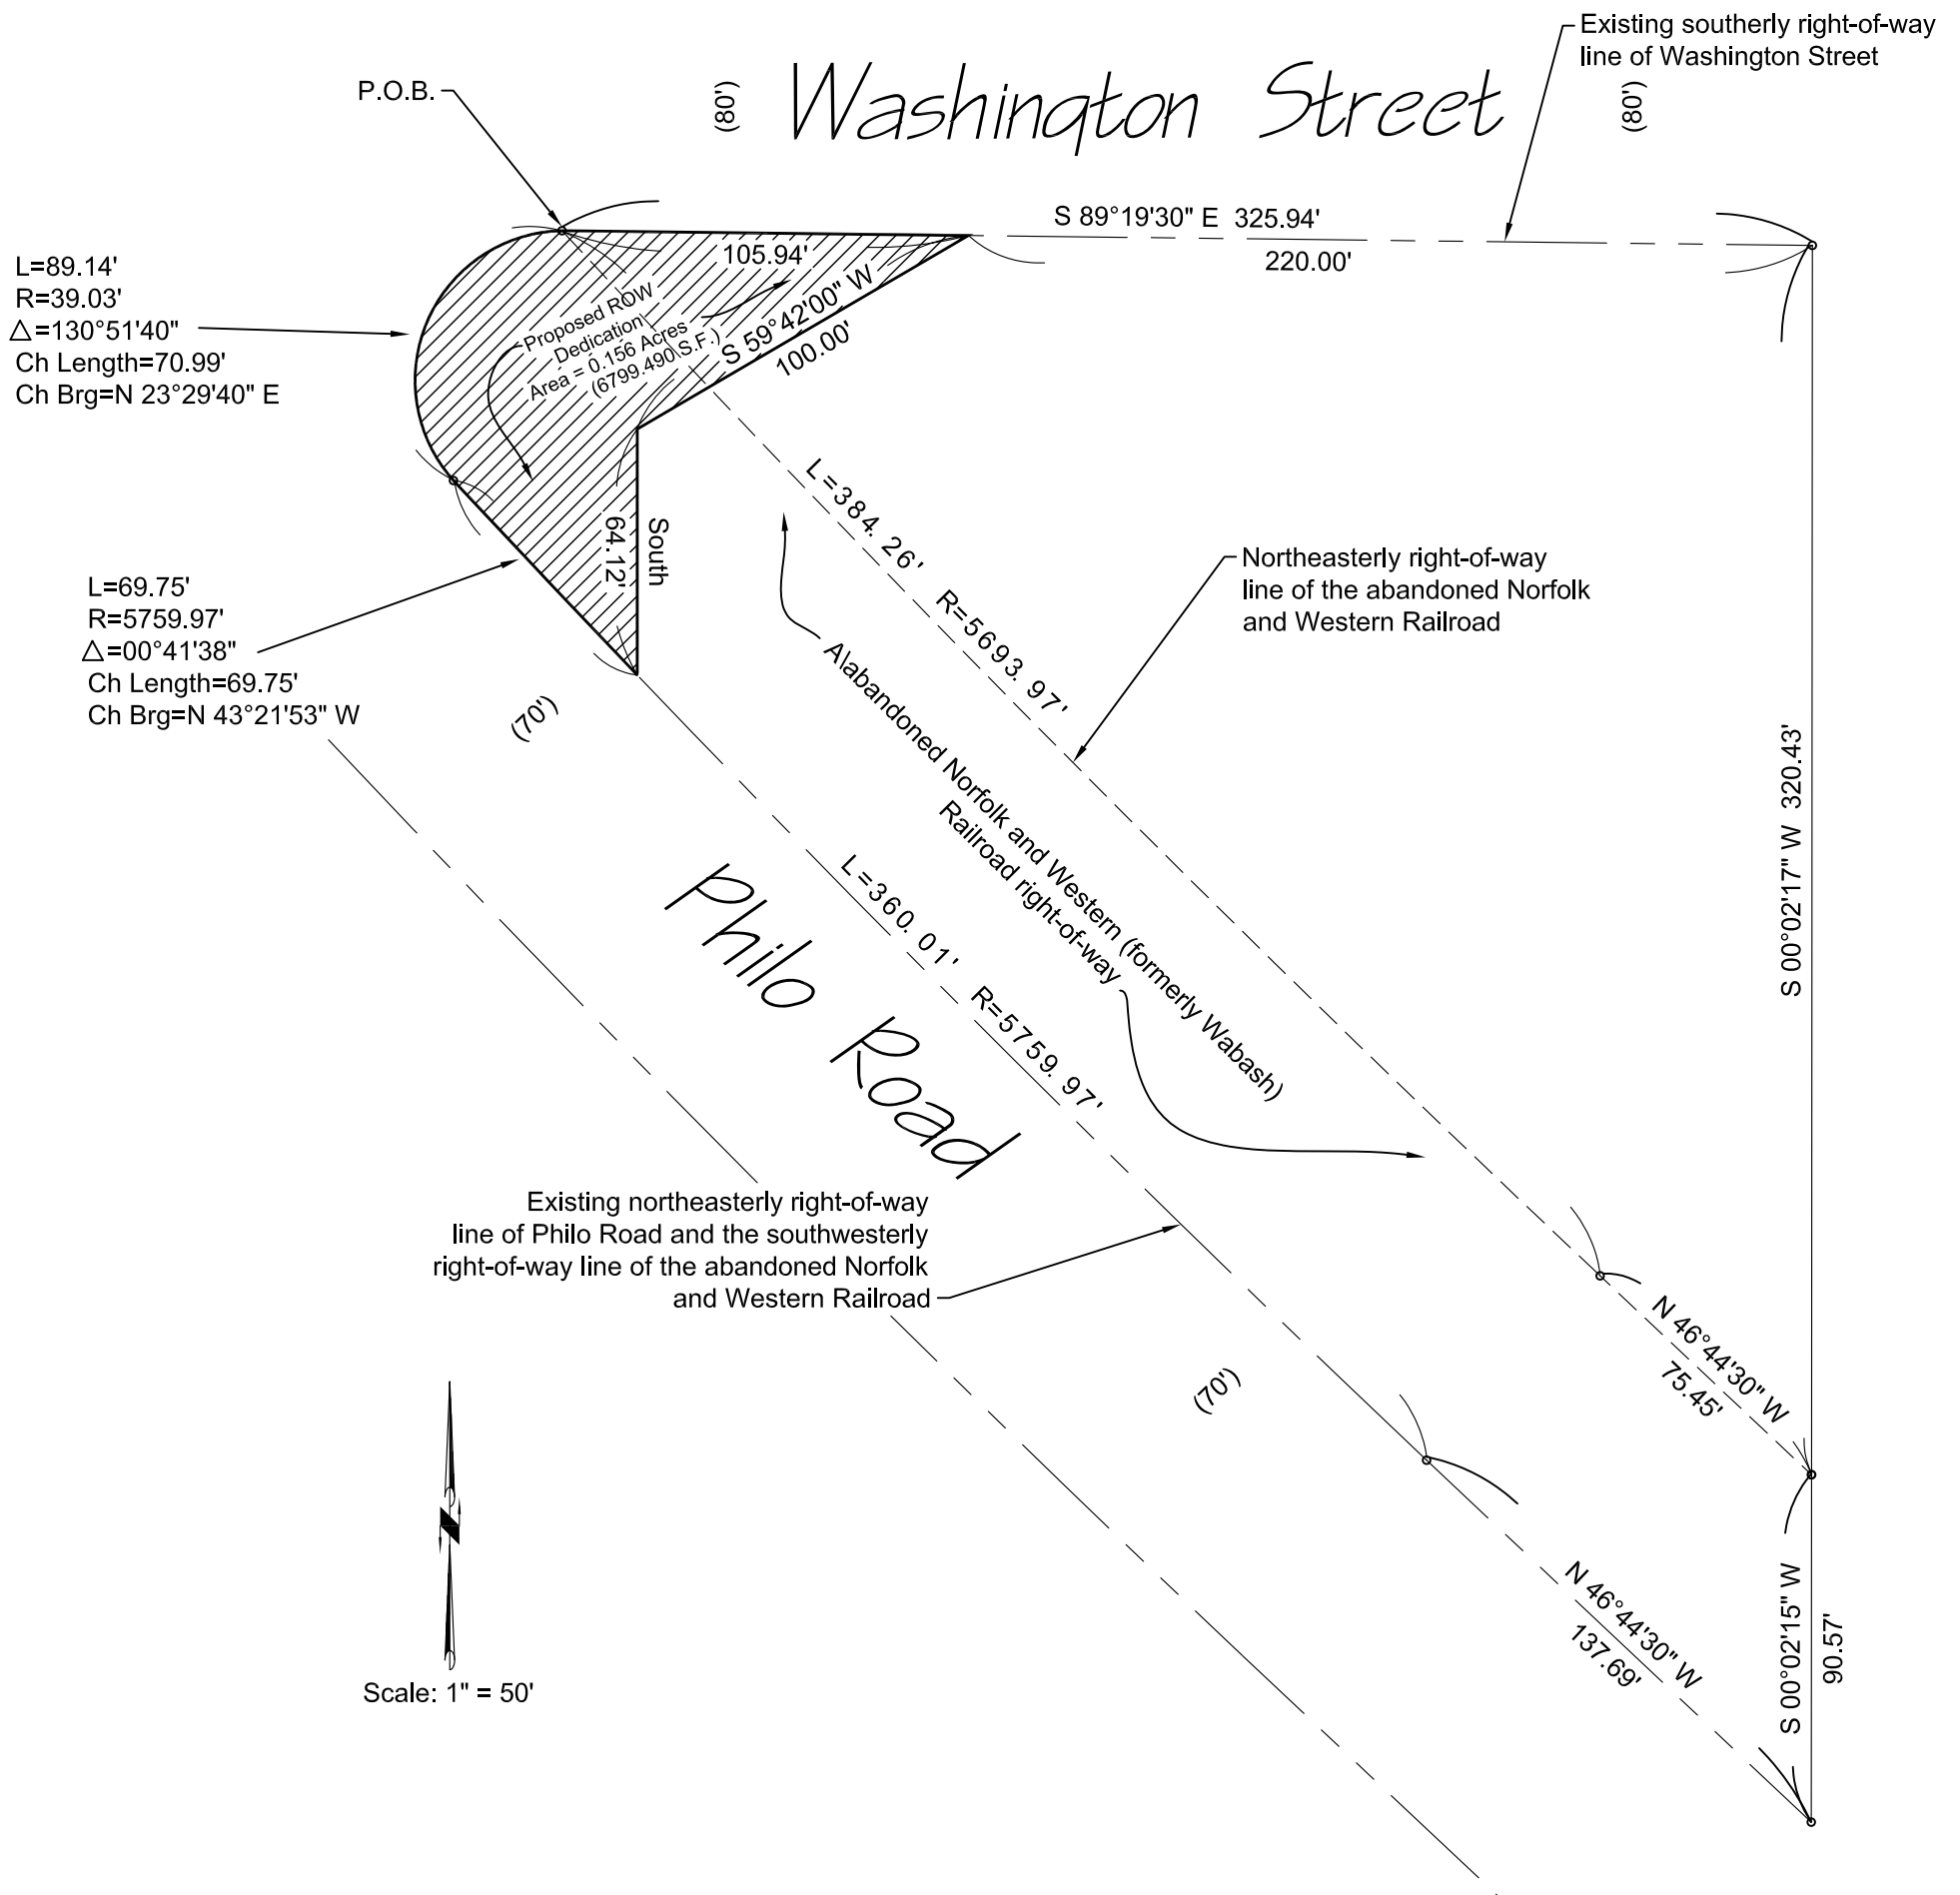 Existing southerly right-of-way
line of Washington Street
P.O.B.
(80')
Washington Street
(80')
S 89°19'30" E 325.94'
105.94'
220.00'
L=89.14'
R=39.03'
△=130°51'40"
Ch Length=70.99'
Ch Brg=N 23°29'40" E
Proposed ROW
Dedication
Area = 0.156 Acres
(6799.490 S.F.)
S 59°42'00" W
100.00'
South
64.12'
L=384.26' R=5693.97'
Northeasterly right-of-way
line of the abandoned Norfolk
and Western Railroad
L=69.75'
R=5759.97'
△=00°41'38"
Ch Length=69.75'
Ch Brg=N 43°21'53" W
(70')
Alabandoned Norfolk and Western (formerly Wabash)
Railroad right-of-way
S 00°02'17" W 320.43'
L=360.01' R=5759.97'
Philo Road
Existing northeasterly right-of-way
line of Philo Road and the southwesterly
right-of-way line of the abandoned Norfolk
and Western Railroad
(70')
N 46°44'30" W
75.45'
N 46°44'30" W
137.69'
S 00°02'15" W
90.57'
N
Scale: 1" = 50'